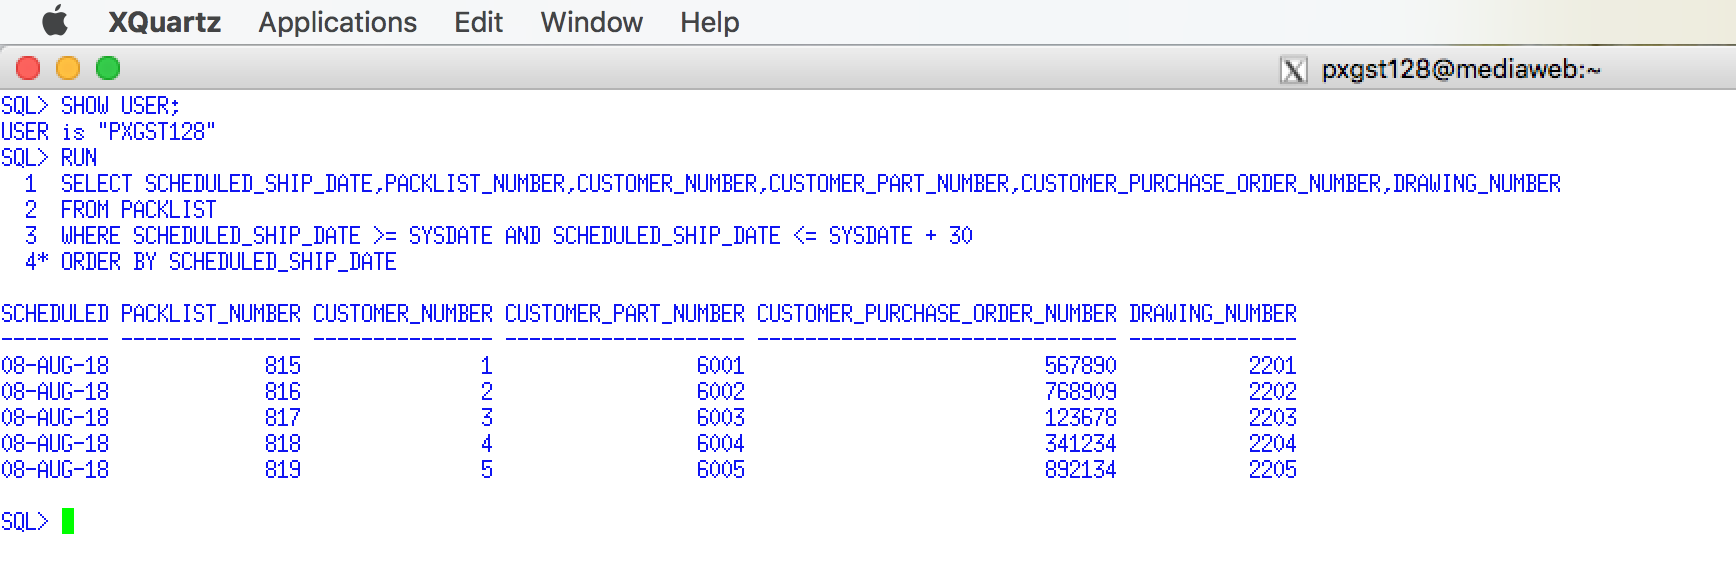 XQuartz Applications Edit Window Help
X pxgst128@mediaweb:~
SQL> SHOW USER;
USER is "PXGST128"
SQL> RUN
  1  SELECT SCHEDULED_SHIP_DATE,PACKLIST_NUMBER,CUSTOMER_NUMBER,CUSTOMER_PART_NUMBER,CUSTOMER_PURCHASE_ORDER_NUMBER,DRAWING_NUMBER
  2  FROM PACKLIST
  3  WHERE SCHEDULED_SHIP_DATE >= SYSDATE AND SCHEDULED_SHIP_DATE <= SYSDATE + 30
  4* ORDER BY SCHEDULED_SHIP_DATE
SCHEDULED PACKLIST_NUMBER CUSTOMER_NUMBER CUSTOMER_PART_NUMBER CUSTOMER_PURCHASE_ORDER_NUMBER DRAWING_NUMBER
--------- --------------- --------------- -------------------- ------------------------------ --------------
08-AUG-18             815               1                 6001                         567890           2201
08-AUG-18             816               2                 6002                         768909           2202
08-AUG-18             817               3                 6003                         123678           2203
08-AUG-18             818               4                 6004                         341234           2204
08-AUG-18             819               5                 6005                         892134           2205
SQL>